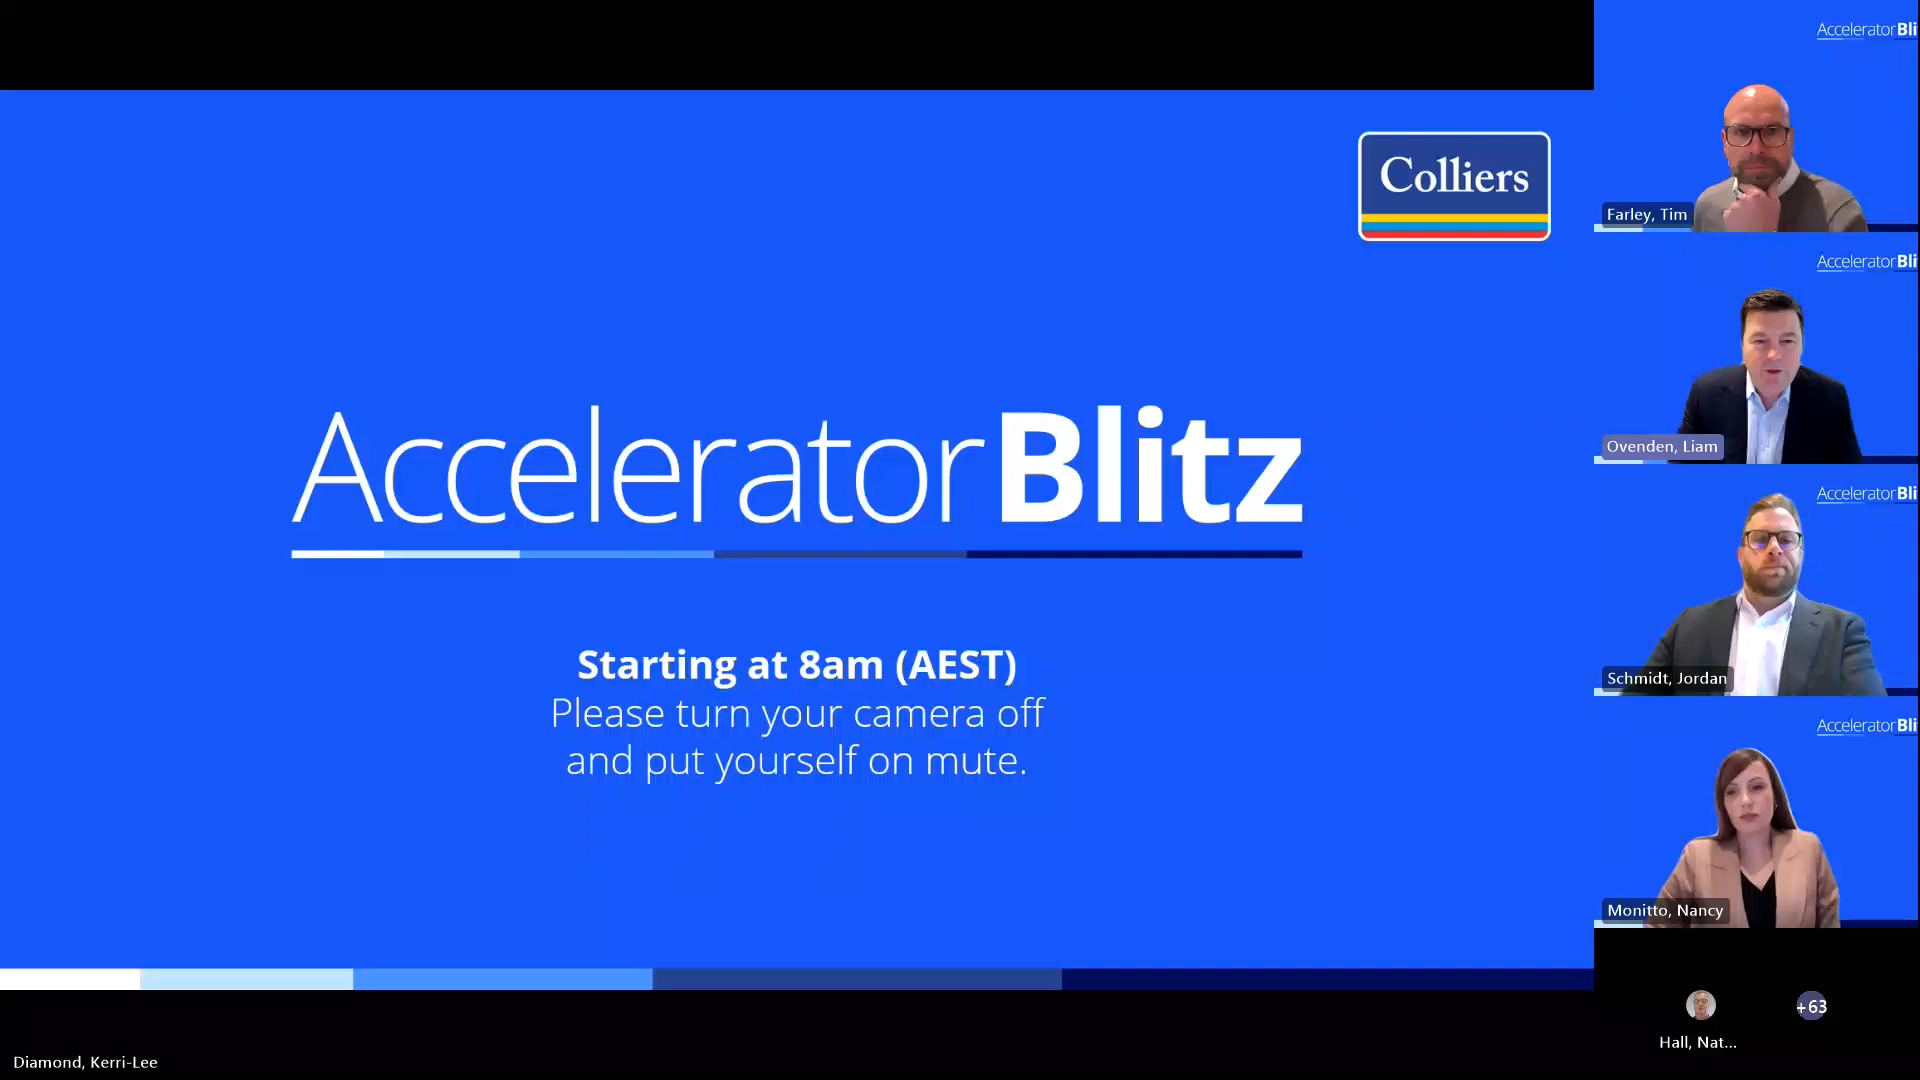 Colliers
AcceleratorBlitz
Starting at 8am (AEST)
Please turn your camera off
and put yourself on mute.
Diamond, Kerri-Lee
AcceleratorBli
Farley, Tim
AcceleratorBli
Ovenden, Liam
AcceleratorBli
Schmidt, Jordan
AcceleratorBli
Monitto, Nancy
+63
Hall, Nat...